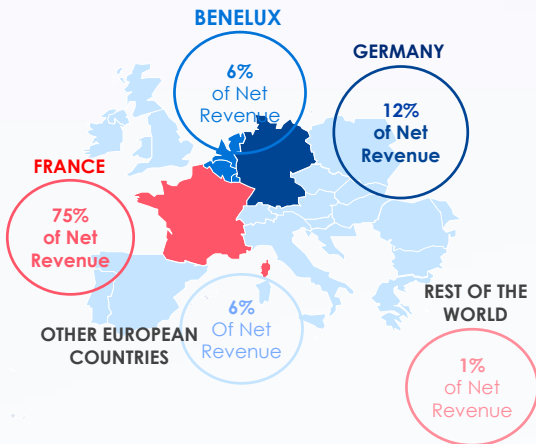 BENELUX
6%
of Net
Revenue
GERMANY
12%
of Net
Revenue
FRANCE
75%
of Net
Revenue
OTHER EUROPEAN
COUNTRIES
6%
Of Net
Revenue
REST OF THE
WORLD
1%
of Net
Revenue